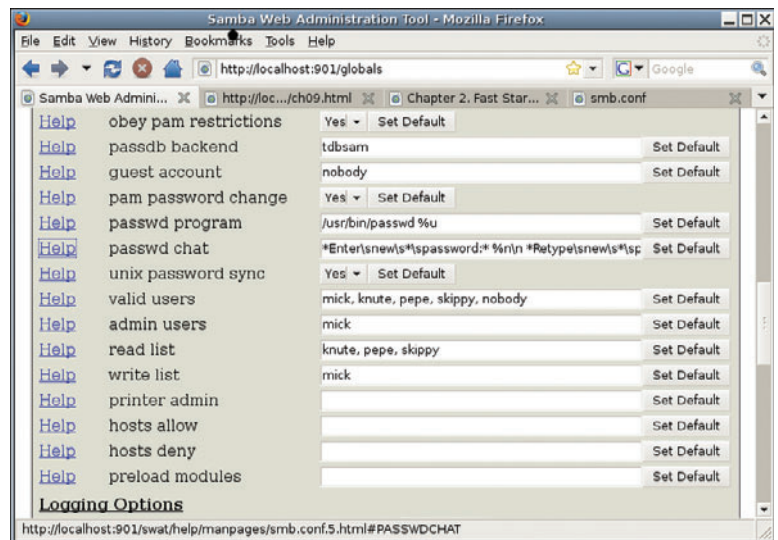 Samba Web Administration Tool - Mozilla Firefox
File Edit View History Bookmarks Tools Help
http://localhost:901/globals Google
Samba Web Admini... http://loc.../ch09.html Chapter 2. Fast Star... smb.conf
Help obey pam restrictions Yes Set Default
Help passdb backend tdbsam Set Default
Help guest account nobody Set Default
Help pam password change Yes Set Default
Help passwd program /usr/bin/passwd %u Set Default
Help passwd chat *Enter\snew\s*\spassword:* %n\n *Retype\snew\s*\sp Set Default
Help unix password sync Yes Set Default
Help valid users mick, knute, pepe, skippy, nobody Set Default
Help admin users mick Set Default
Help read list knute, pepe, skippy Set Default
Help write list mick Set Default
Help printer admin Set Default
Help hosts allow Set Default
Help hosts deny Set Default
Help preload modules Set Default
Logging Options
http://localhost:901/swat/help/manpages/smb.conf.5.html#PASSWDCHAT